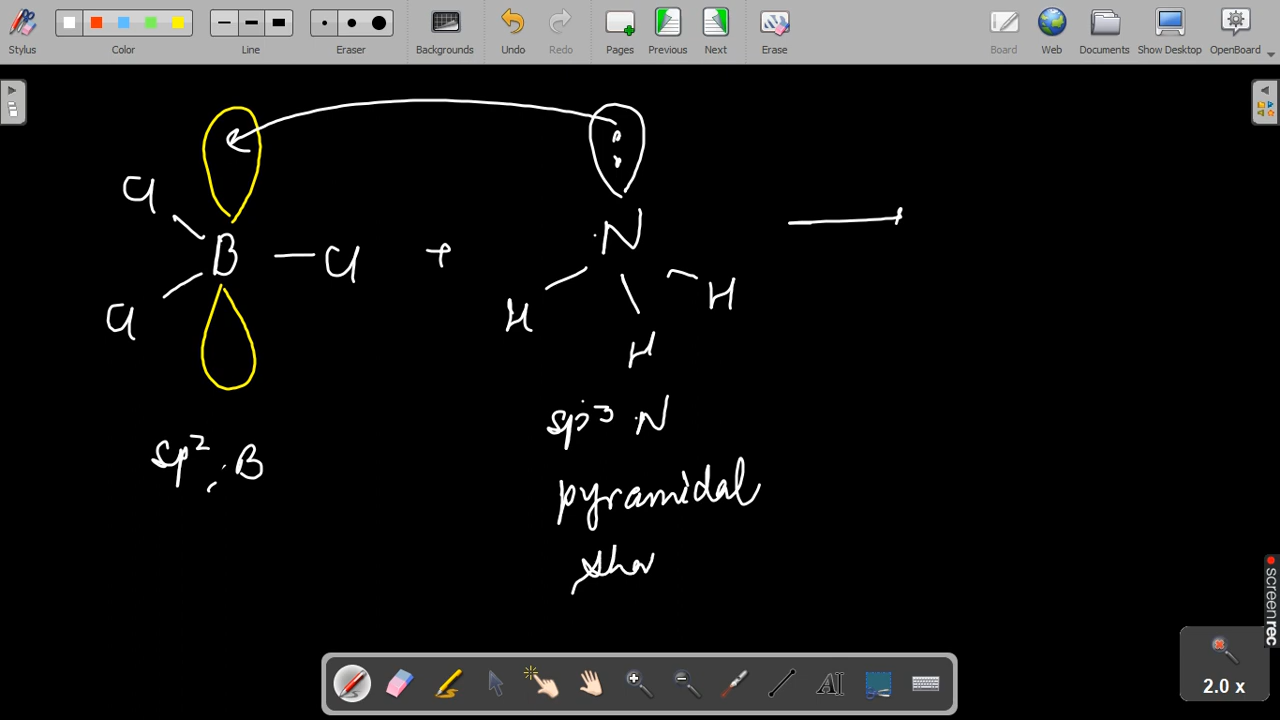 Stylus Color Line Eraser Backgrounds Undo Redo Pages Previous Next Erase Board Web Documents Show Desktop OpenBoard
Cl
B — Cl + N
Cl
H H
H
sp³ N
sp², B
pyramidal
sha
screenrec
2.0 x